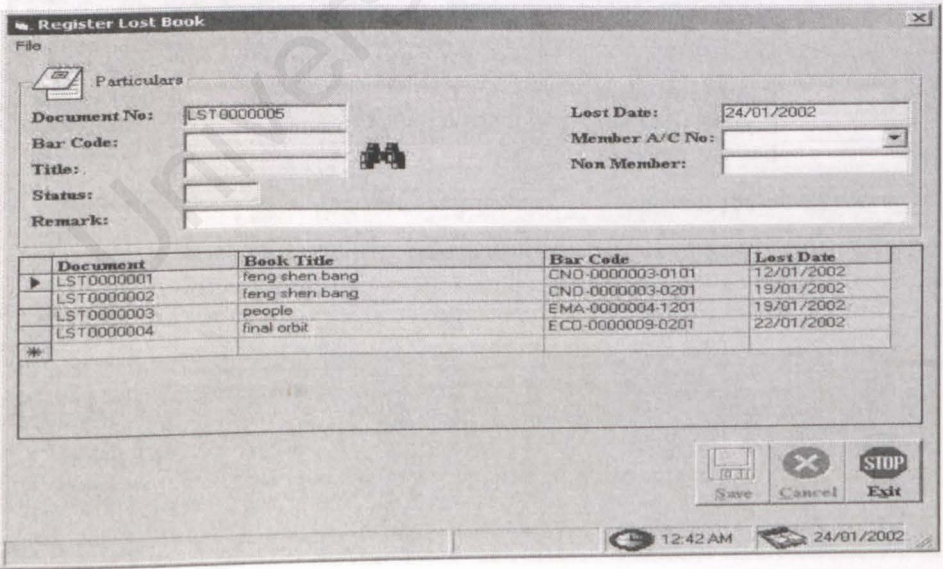 Register Lost Book
File
Particulars
Document No: LST0000005 Lost Date: 24/01/2002
Bar Code: Member A/C No:
Title: Non Member:
Status:
Remark:
Document Book Title Bar Code Lost Date
LST0000001 feng shen bang CND-0000003-0101 12/01/2002
LST0000002 feng shen bang CND-0000003-0201 19/01/2002
LST0000003 people EMA-0000004-1201 19/01/2002
LST0000004 final orbit ECD-0000009-0201 22/01/2002
Save Cancel STOP Exit
12:42 AM 24/01/2002